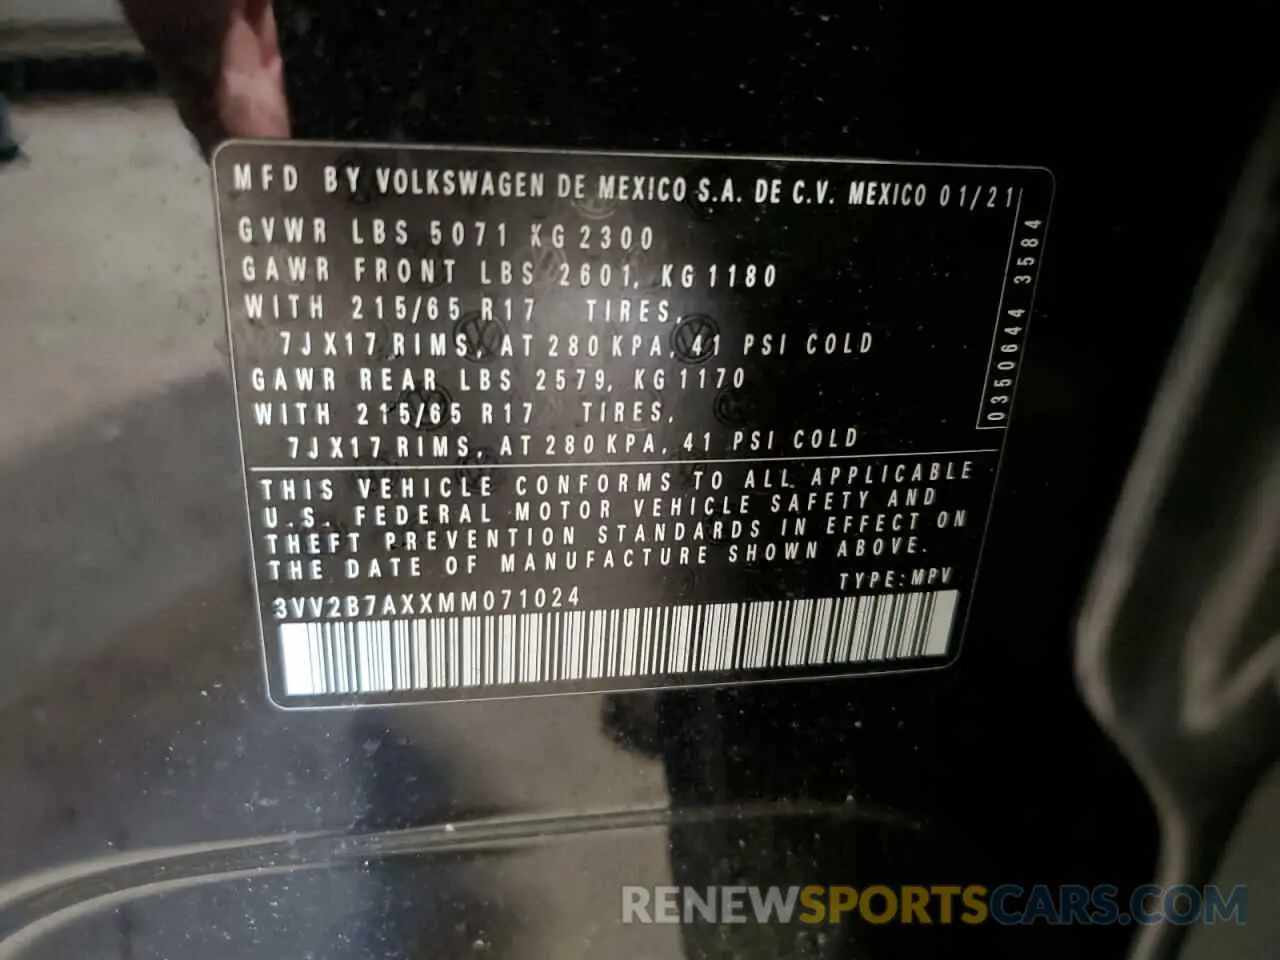 MFD BY VOLKSWAGEN DE MEXICO S.A. DE C.V. MEXICO 01/21
GVWR LBS 5071 KG 2300
GAWR FRONT LBS 2601, KG 1180
WITH 215/65 R17 TIRES,
7JX17 RIMS, AT 280 KPA, 41 PSI COLD
GAWR REAR LBS 2579, KG 1170
WITH 215/65 R17 TIRES,
7JX17 RIMS, AT 280 KPA, 41 PSI COLD
0350644 3584
THIS VEHICLE CONFORMS TO ALL APPLICABLE
U.S. FEDERAL MOTOR VEHICLE SAFETY AND
THEFT PREVENTION STANDARDS IN EFFECT ON
THE DATE OF MANUFACTURE SHOWN ABOVE.
TYPE: MPV
3VV2B7AXXMM071024
RENEWSPORTSCARS.COM